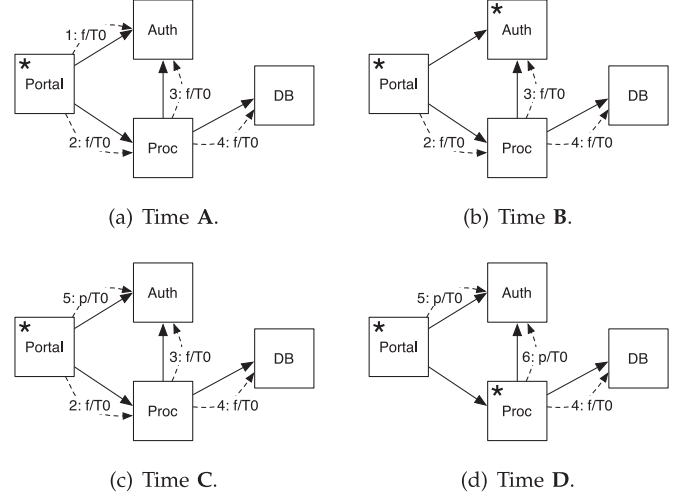 1: f/T0
Auth
*
Portal
3: f/T0
DB
2: f/T0
Proc
4: f/T0
(a) Time A.
*
Auth
*
Portal
3: f/T0
DB
2: f/T0
Proc
4: f/T0
(b) Time B.
5: p/T0
Auth
*
Portal
3: f/T0
DB
2: f/T0
Proc
4: f/T0
(c) Time C.
5: p/T0
Auth
*
Portal
6: p/T0
DB
*
Proc
4: f/T0
(d) Time D.